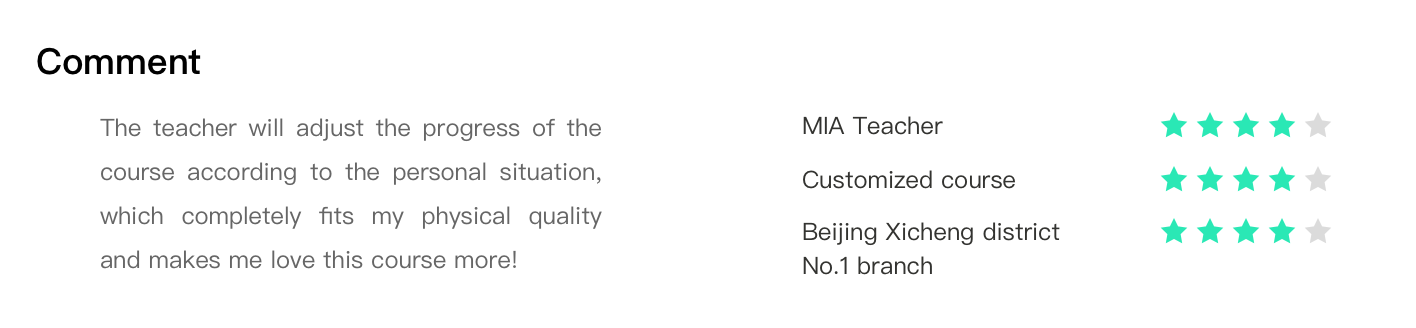 Comment
The teacher will adjust the progress of the
course according to the personal situation,
which completely fits my physical quality
and makes me love this course more!
MIA Teacher
Customized course
Beijing Xicheng district
No.1 branch